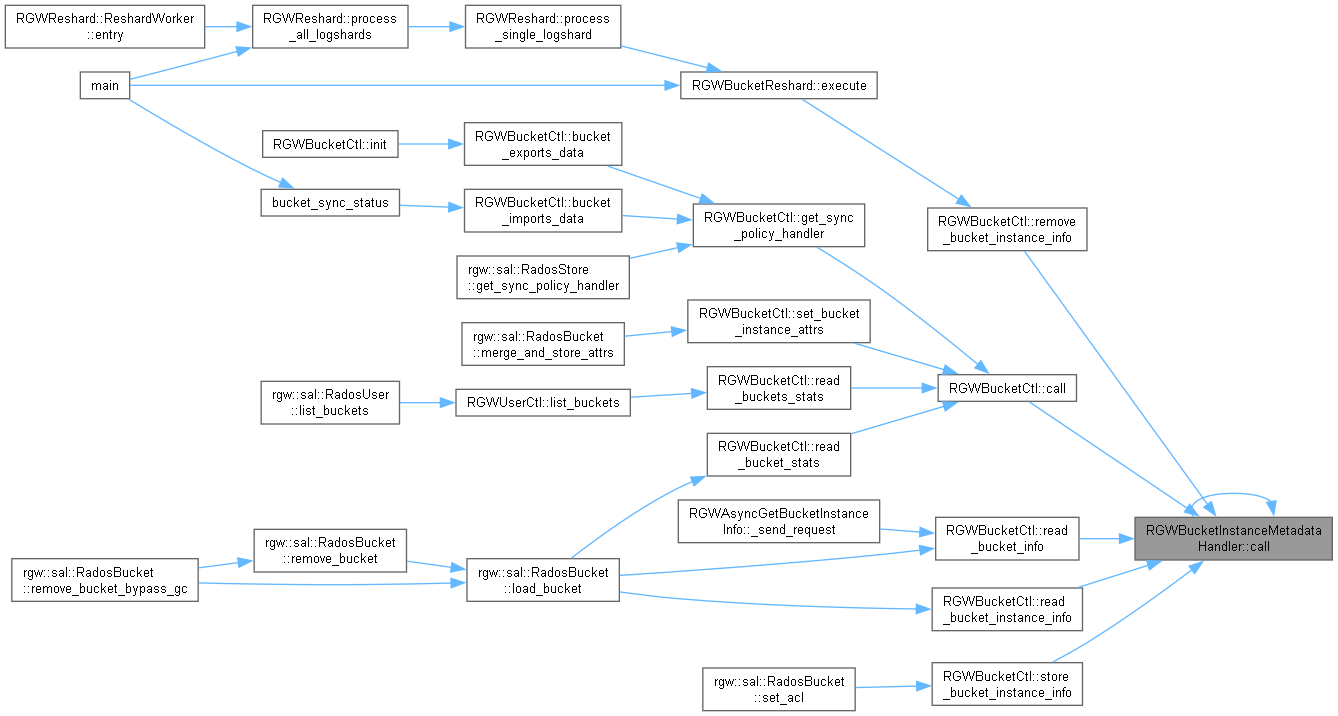 RGWReshard::ReshardWorker
::entry
RGWReshard::process
_all_logshards
RGWReshard::process
_single_logshard
main
RGWBucketReshard::execute
RGWBucketCtl::init
RGWBucketCtl::bucket
_exports_data
bucket_sync_status
RGWBucketCtl::bucket
_imports_data
RGWBucketCtl::get_sync
_policy_handler
RGWBucketCtl::remove
_bucket_instance_info
rgw::sal::RadosStore
::get_sync_policy_handler
RGWBucketCtl::set_bucket
_instance_attrs
rgw::sal::RadosBucket
::merge_and_store_attrs
RGWBucketCtl::call
rgw::sal::RadosUser
::list_buckets
RGWUserCtl::list_buckets
RGWBucketCtl::read
_buckets_stats
RGWBucketCtl::read
_bucket_stats
RGWAsyncGetBucketInstance
Info::_send_request
RGWBucketCtl::read
_bucket_info
RGWBucketInstanceMetadata
Handler::call
rgw::sal::RadosBucket
::remove_bucket
rgw::sal::RadosBucket
::remove_bucket_bypass_gc
rgw::sal::RadosBucket
::load_bucket
RGWBucketCtl::read
_bucket_instance_info
rgw::sal::RadosBucket
::set_acl
RGWBucketCtl::store
_bucket_instance_info